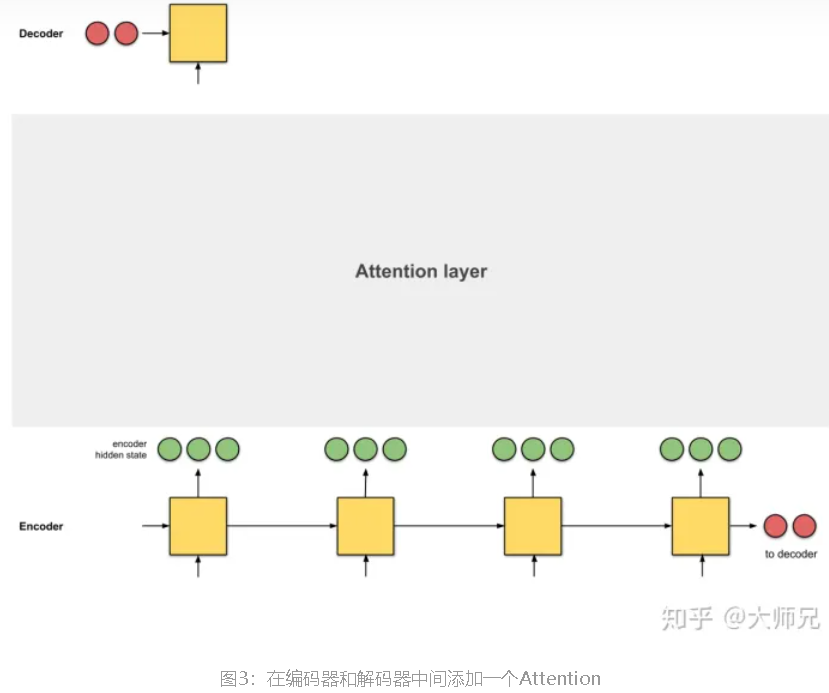 Decoder
Attention layer
encoder
hidden state
Encoder
to decoder
知乎 @大师兄
图3：在编码器和解码器中间添加一个Attention